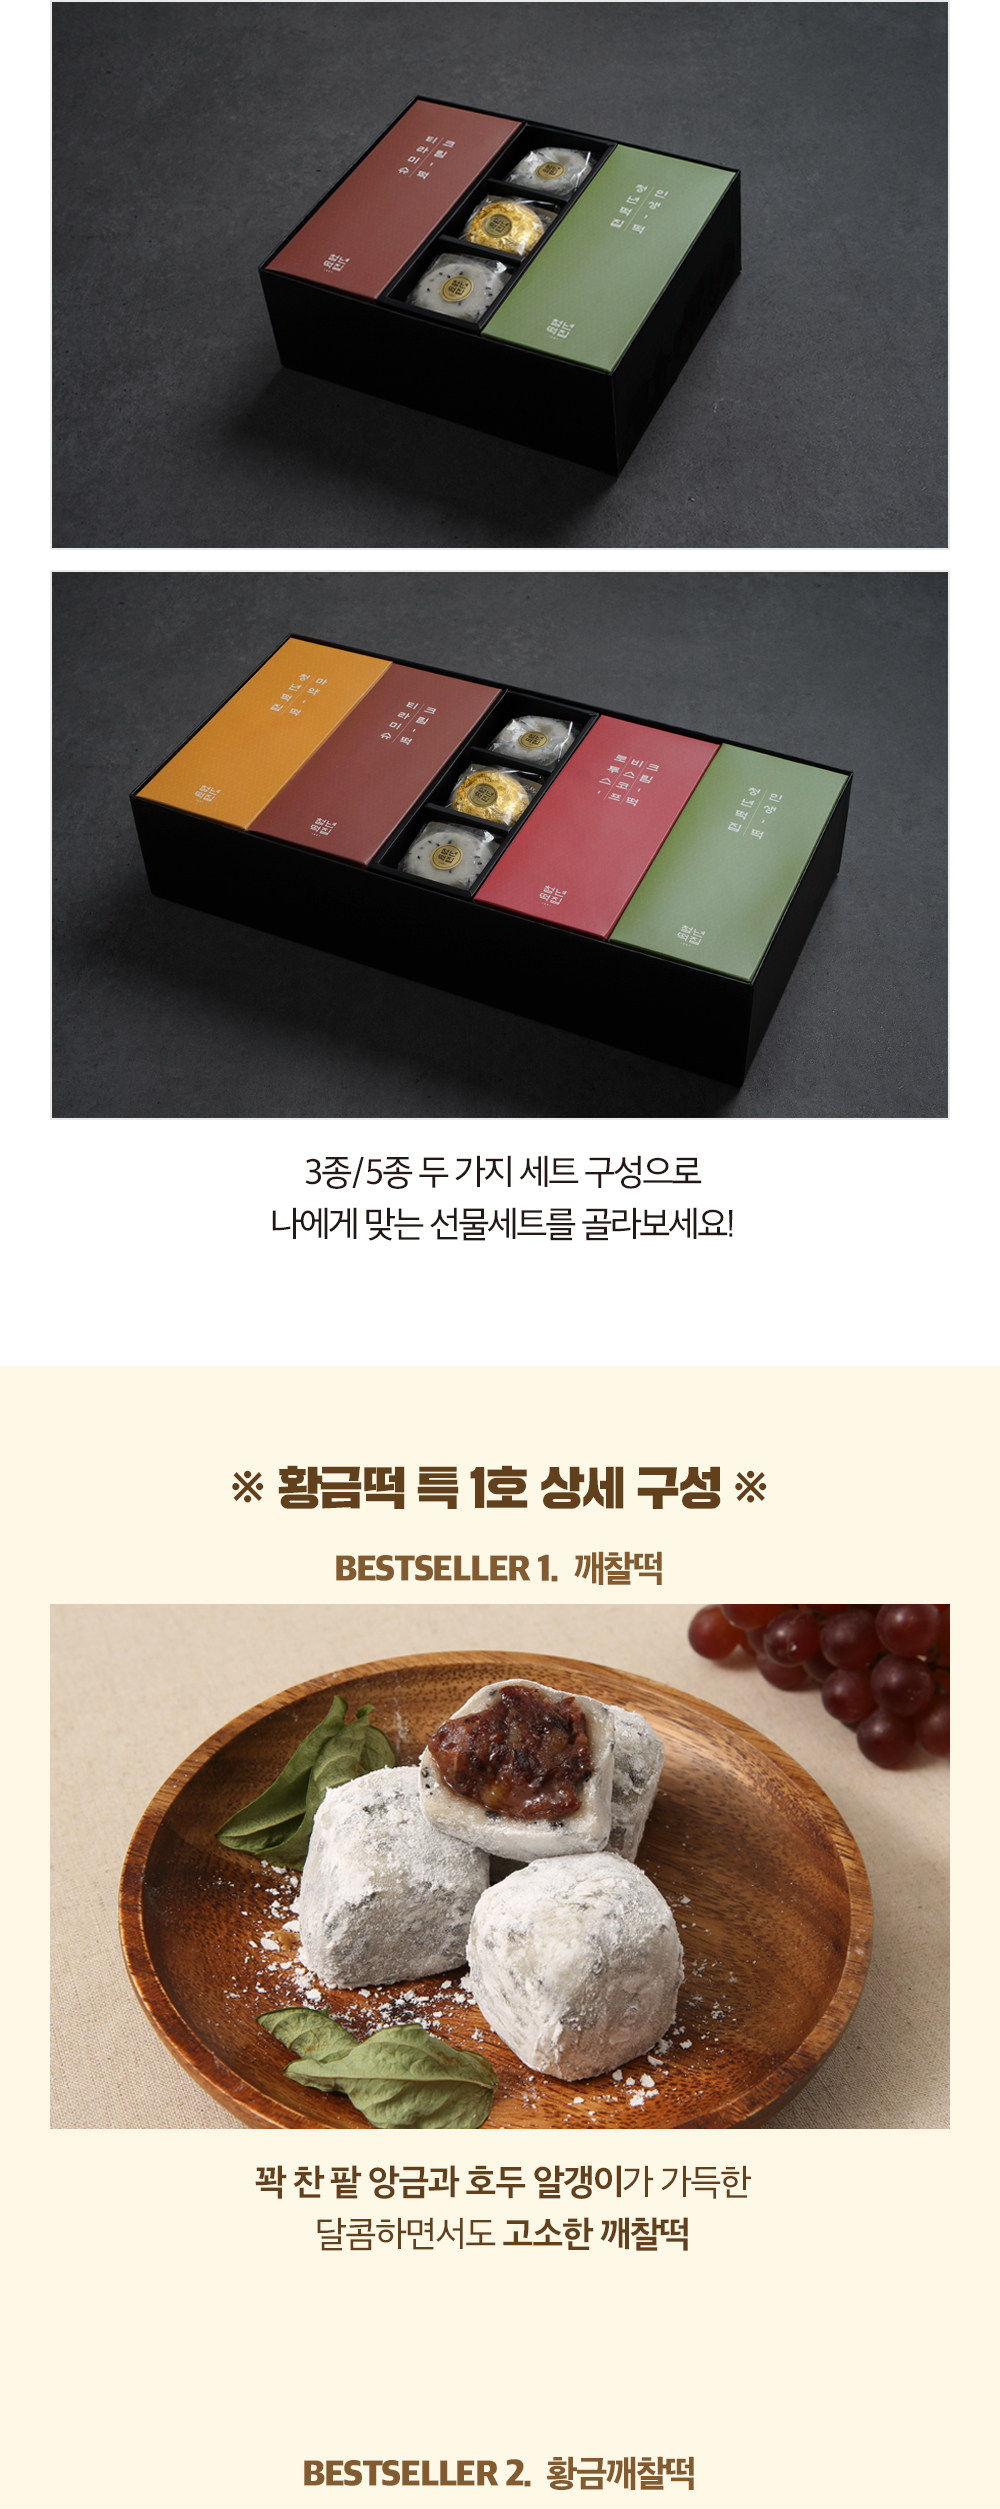 3종/5종 두 가지 세트 구성으로
나에게 맞는 선물세트를 골라보세요!
※ 황금떡 특 1호 상세 구성 ※
BESTSELLER 1. 깨찰떡
꽉 찬 팥 앙금과 호두 알갱이가 가득한
달콤하면서도 고소한 깨찰떡
BESTSELLER 2. 황금깨찰떡